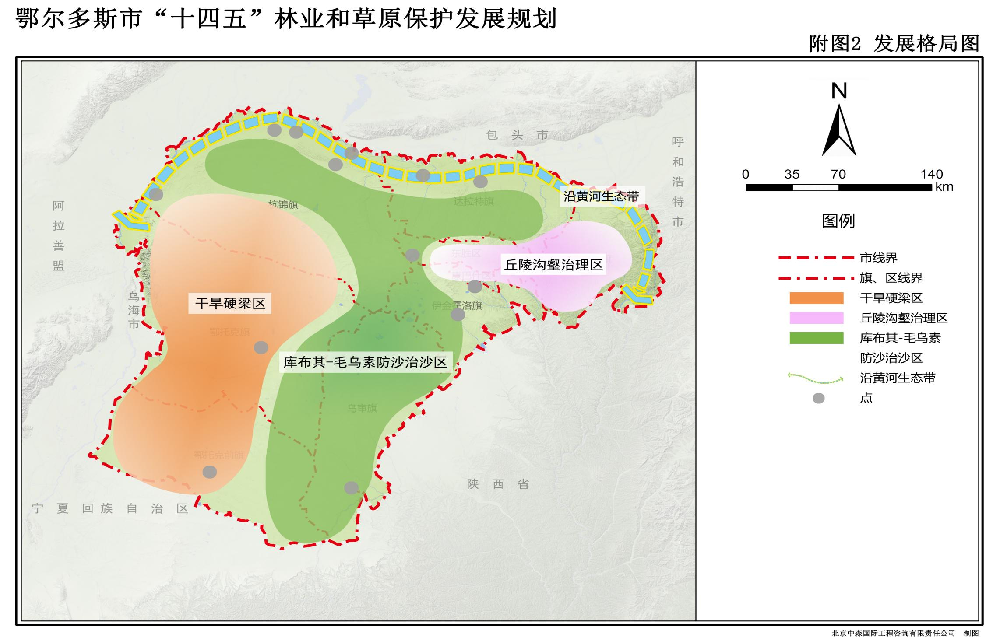 鄂尔多斯市“十四五”林业和草原保护发展规划
附图2 发展格局图
N
0 35 70 140
km
包头市
呼和浩特市
沿黄河生态带
阿拉善盟
杭锦旗
达拉特旗
东胜区
丘陵沟壑治理区
康巴什区
乌海市
干旱硬梁区
伊金霍洛旗
鄂托克旗
库布其-毛乌素防沙治沙区
乌审旗
鄂托克前旗
陕西省
宁夏回族自治区
图例
市线界
旗、区线界
干旱硬梁区
丘陵沟壑治理区
库布其-毛乌素
防沙治沙区
沿黄河生态带
点
北京中森国际工程咨询有限责任公司 制图